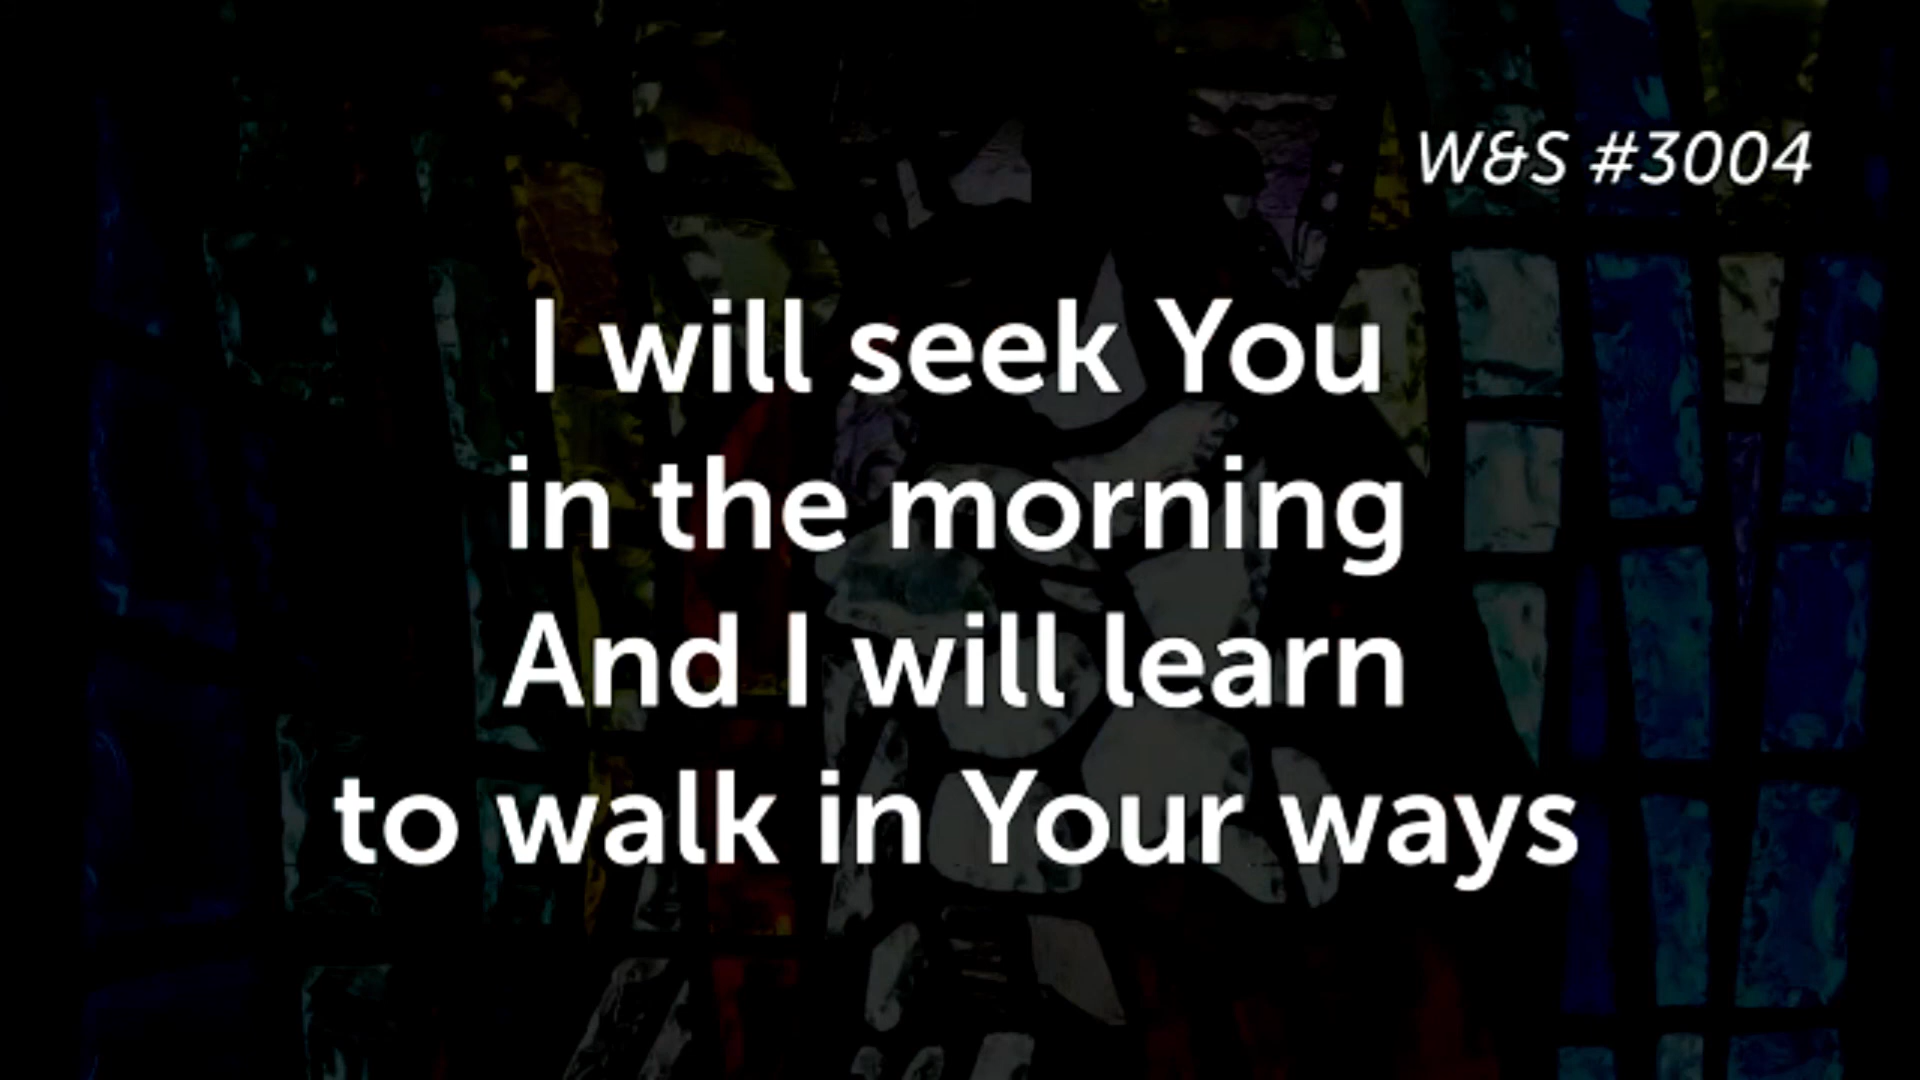 W&S #3004
I will seek You
in the morning
And I will learn
to walk in Your ways